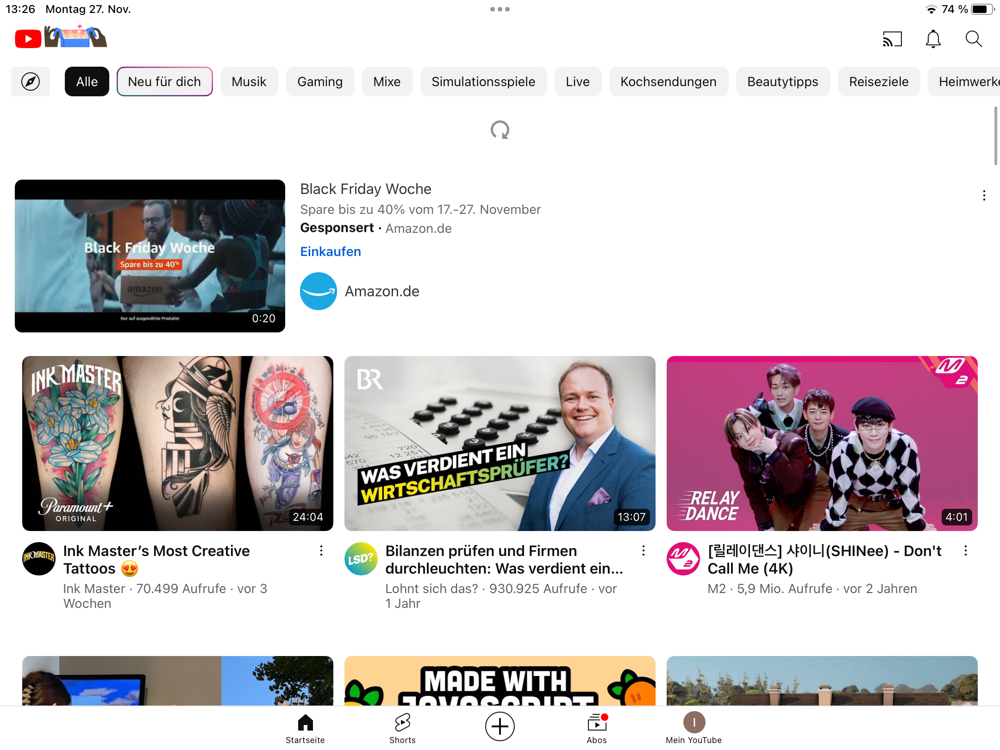 13:26 Montag 27. Nov.
74 %
Alle
Neu für dich
Musik
Gaming
Mixe
Simulationsspiele
Live
Kochsendungen
Beautytipps
Reiseziele
Heimwerke
Black Friday Woche
Spare bis zu 40%
amazon
Nur auf ausgewählte Produkte
0:20
Black Friday Woche
Spare bis zu 40% vom 17.-27. November
Gesponsert · Amazon.de
Einkaufen
Amazon.de
INK MASTER
Paramount+
ORIGINAL
24:04
BR
WAS VERDIENT EIN
WIRTSCHAFTSPRÜFER?
13:07
M2
RELAY
DANCE
4:01
INK MASTER
Ink Master’s Most Creative
Tattoos 😍
Ink Master · 70.499 Aufrufe · vor 3
Wochen
LSD?
Bilanzen prüfen und Firmen
durchleuchten: Was verdient ein...
Lohnt sich das? · 930.925 Aufrufe · vor
1 Jahr
M2
[릴레이댄스] 샤이니(SHINee) - Don't
Call Me (4K)
M2 · 5,9 Mio. Aufrufe · vor 2 Jahren
MADE WITH
JAVASCRIPT
Startseite
Shorts
Abos
I
Mein YouTube